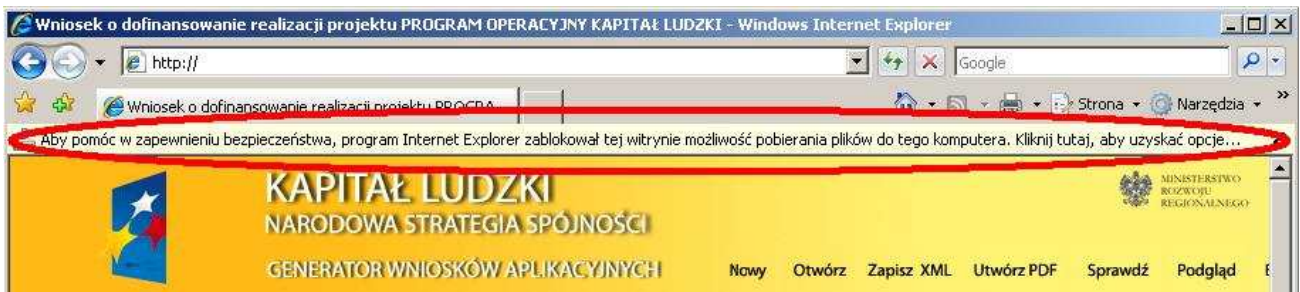 Wniosek o dofinansowanie realizacji projektu PROGRAM OPERACYJNY KAPITAŁ LUDZKI - Windows Internet Explorer
http://
Google
Wniosek o dofinansowanie realizacji projektu PROGRA...
Strona
Narzędzia
Aby pomóc w zapewnieniu bezpieczeństwa, program Internet Explorer zablokował tej witrynie możliwość pobierania plików do tego komputera. Kliknij tutaj, aby uzyskać opcje...
KAPITAŁ LUDZKI
NARODOWA STRATEGIA SPÓJNOŚCI
MINISTERSTWO
ROZWOJU
REGIONALNEGO
GENERATOR WNIOSKÓW APLIKACYJNYCH
Nowy Otwórz Zapisz XML Utwórz PDF Sprawdź Podgląd